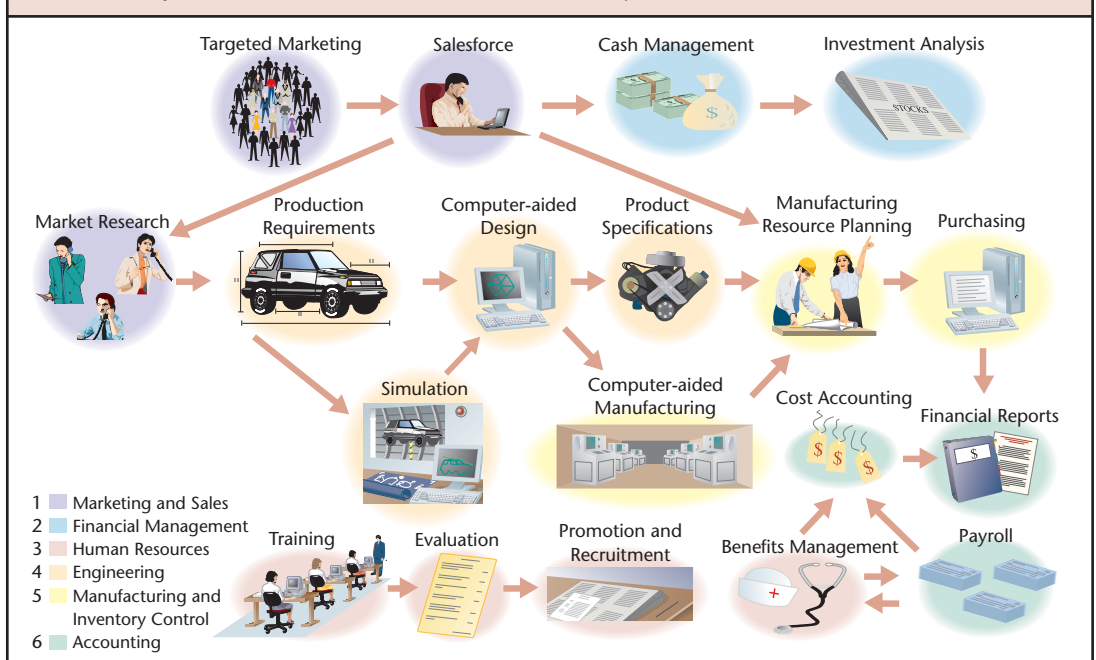 Targeted Marketing
Salesforce
Cash Management
Investment Analysis
$
STOCKS
Market Research
Production
Requirements
Computer-aided
Design
Product
Specifications
Manufacturing
Resource Planning
Purchasing
Simulation
Computer-aided
Manufacturing
Cost Accounting
$ $ $
Financial Reports
$
1 Marketing and Sales
2 Financial Management
3 Human Resources
4 Engineering
5 Manufacturing and
Inventory Control
6 Accounting
Training
Evaluation
Promotion and
Recruitment
Benefits Management
Payroll